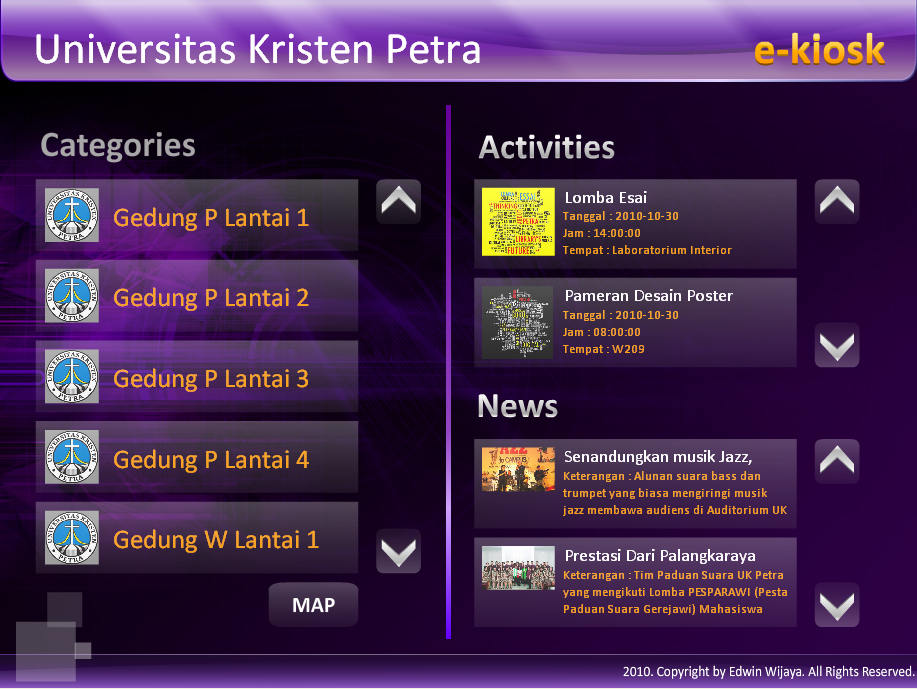 Universitas Kristen Petra
e-kiosk
Categories
Gedung P Lantai 1
Gedung P Lantai 2
Gedung P Lantai 3
Gedung P Lantai 4
Gedung W Lantai 1
MAP
Activities
Lomba Esai
Tanggal : 2010-10-30
Jam : 14:00:00
Tempat : Laboratorium Interior
Pameran Desain Poster
Tanggal : 2010-10-30
Jam : 08:00:00
Tempat : W209
News
Senandungkan musik Jazz,
Keterangan : Alunan suara bass dan
trumpet yang biasa mengiringi musik
jazz membawa audiens di Auditorium UK
Prestasi Dari Palangkaraya
Keterangan : Tim Paduan Suara UK Petra
yang mengikuti Lomba PESPARAWI (Pesta
Paduan Suara Gerejawi) Mahasiswa
2010. Copyright by Edwin Wijaya. All Rights Reserved.